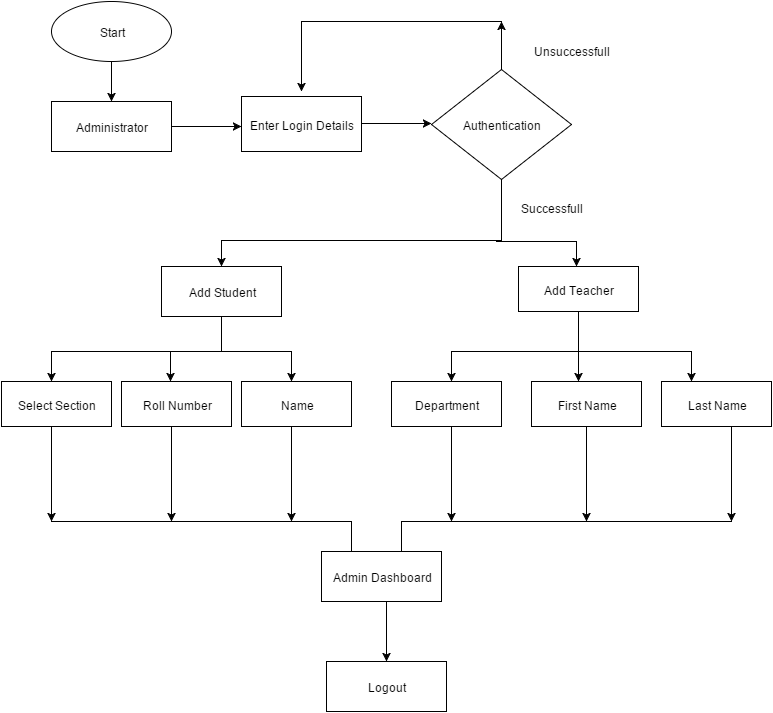 Start
Unsuccessfull
Administrator
Enter Login Details
Authentication
Successfull
Add Student
Add Teacher
Select Section
Roll Number
Name
Department
First Name
Last Name
Admin Dashboard
Logout